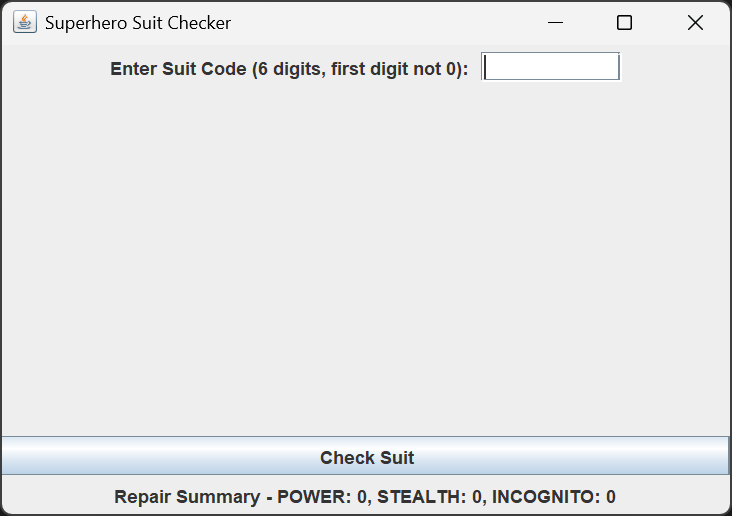 Superhero Suit Checker
Enter Suit Code (6 digits, first digit not 0):
Check Suit
Repair Summary - POWER: 0, STEALTH: 0, INCOGNITO: 0